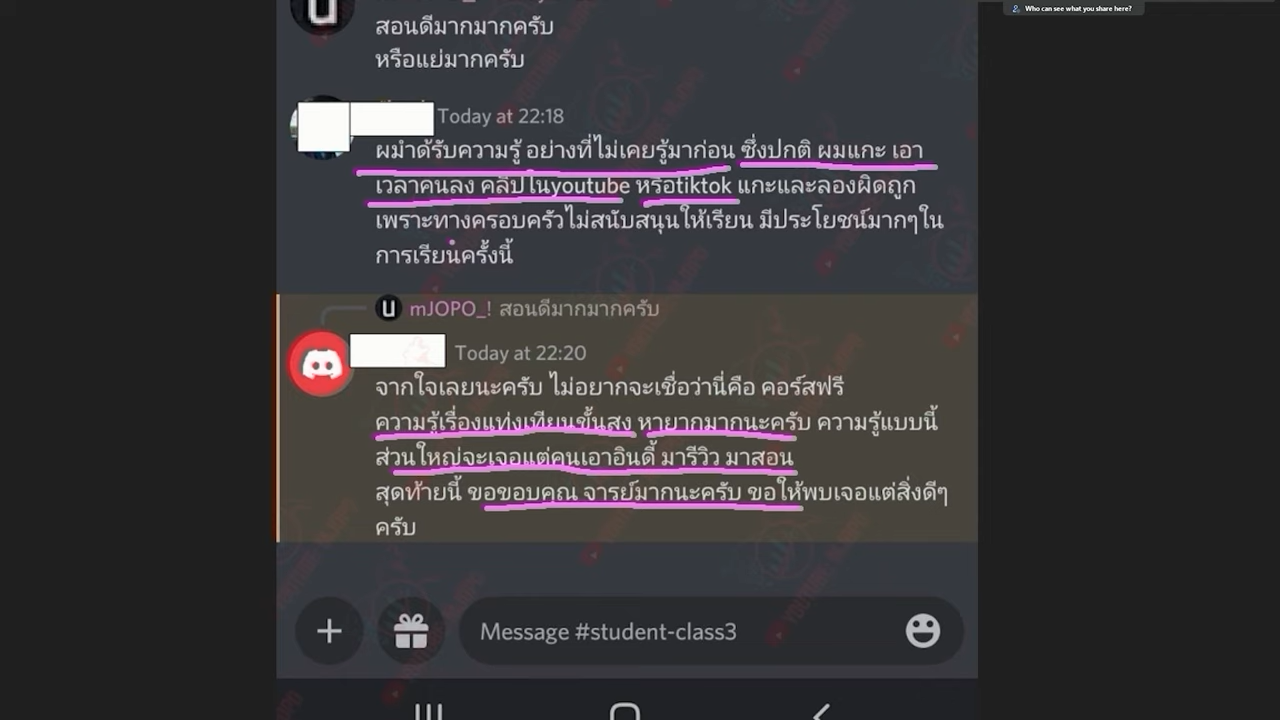 Who can see what you share here?
สอนดีมากมากครับ
หรือแย่มากครับ
Today at 22:18
ผมำด้รับความรู้ อย่างที่ไม่เคยรู้มาก่อน ซึ่งปกติ ผมแกะ เอา
เวลาคนลง คลิปในyoutube หรือtiktok แกะและลองผิดถูก
เพราะทางครอบครัวไม่สนับสนุนให้เรียน มีประโยชน์มากๆใน
การเรียนครั้งนี้
mJOPO_! สอนดีมากมากครับ
Today at 22:20
จากใจเลยนะครับ ไม่อยากจะเชื่อว่านี่คือ คอร์สฟรี
ความรู้เรื่องแท่งเทียนขั้นสูง หายากมากนะครับ ความรู้แบบนี้
ส่วนใหญ่จะเจอแต่คนเอาอินดี้ มารีวิว มาสอน
สุดท้ายนี้ ขอขอบคุณ จารย์มากนะครับ ขอให้พบเจอแต่สิ่งดีๆ
ครับ
Message #student-class3